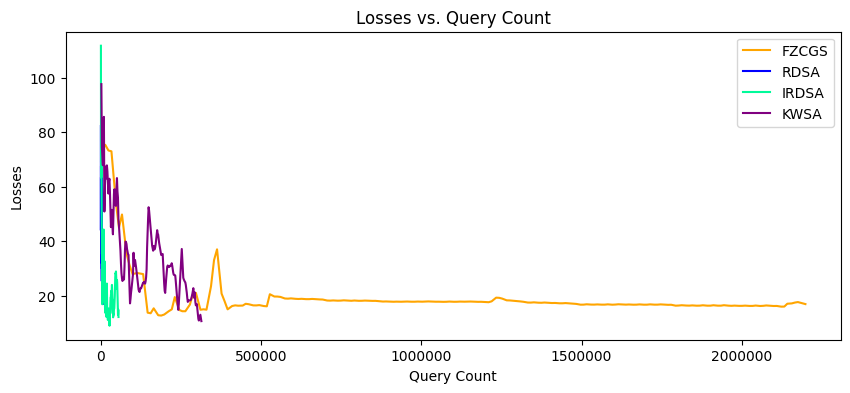 Losses vs. Query Count
FZCGS
RDSA
IRDSA
KWSA
Losses
100
80
60
40
20
0
500000
1000000
1500000
2000000
Query Count